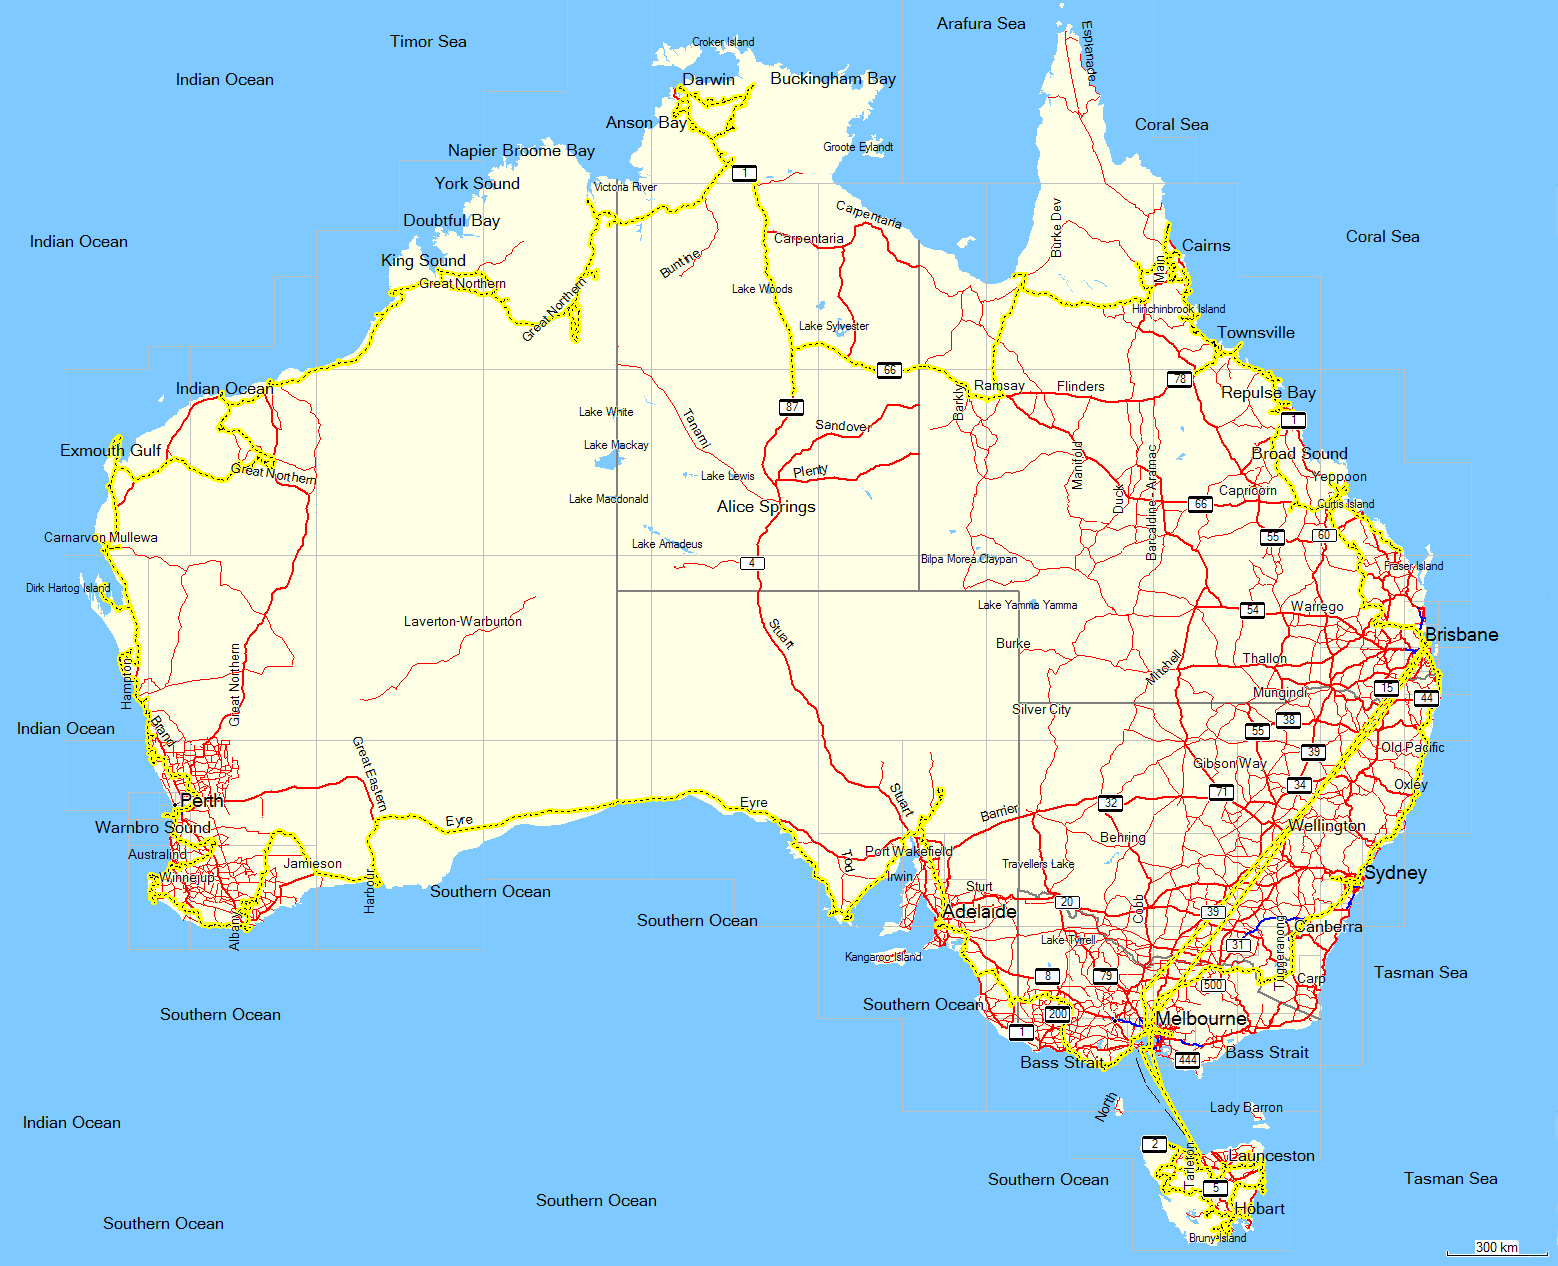 Arafura Sea
Timor Sea
Croker Island
Esplanade
Indian Ocean
Darwin
Buckingham Bay
Anson Bay
Coral Sea
Groote Eylandt
Napier Broome Bay
1
York Sound
Victoria River
Doubtful Bay
Carpentaria
Burke Dev
Indian Ocean
Carpentaria
Coral Sea
Cairns
King Sound
Buntine
Main
Great Northern
Lake Woods
Great Northern
Hinchinbrook Island
Lake Sylvester
Townsville
66
78
Indian Ocean
Ramsay
Flinders
Repulse Bay
Barkly
87
Lake White
1
Tanami
Sandover
Exmouth Gulf
Lake Mackay
Broad Sound
Manifold
Great Northern
Plenty
Lake Lewis
Yeppoon
Duck
Barcaldine - Aramac
Capricorn
Lake Macdonald
Alice Springs
66
Curtis Island
Carnarvon Mullewa
55
60
Lake Amadeus
4
Bilpa Morea Claypan
Fraser Island
Dirk Hartog Island
Lake Yamma Yamma
54
Warrego
Laverton-Warburton
Stuart
Brisbane
Burke
Thallon
Mitchell
Hampton
Great Northern
15
Mungindi
44
Silver City
38
Indian Ocean
Brand
55
Old Pacific
39
Gibson Way
Great Eastern
34
Oxley
71
Perth
Stuart
Eyre
32
Barrier
Eyre
Warnbro Sound
Wellington
Behring
Australind
Port Wakefield
Jamieson
Tod
Travellers Lake
Winnejup
Irwin
Sydney
Southern Ocean
Harbour
Sturt
20
Cobb
39
Adelaide
Southern Ocean
Albany
Canberra
Lake Tyrrell
31
Tuggeranong
Kangaroo Island
8
79
Tasman Sea
Carp
500
Southern Ocean
Southern Ocean
200
Melbourne
1
Bass Strait
444
Bass Strait
North
Lady Barron
Indian Ocean
2
Launceston
Tarleton
Southern Ocean
Tasman Sea
5
Southern Ocean
Hobart
Southern Ocean
Bruny Island
300 km